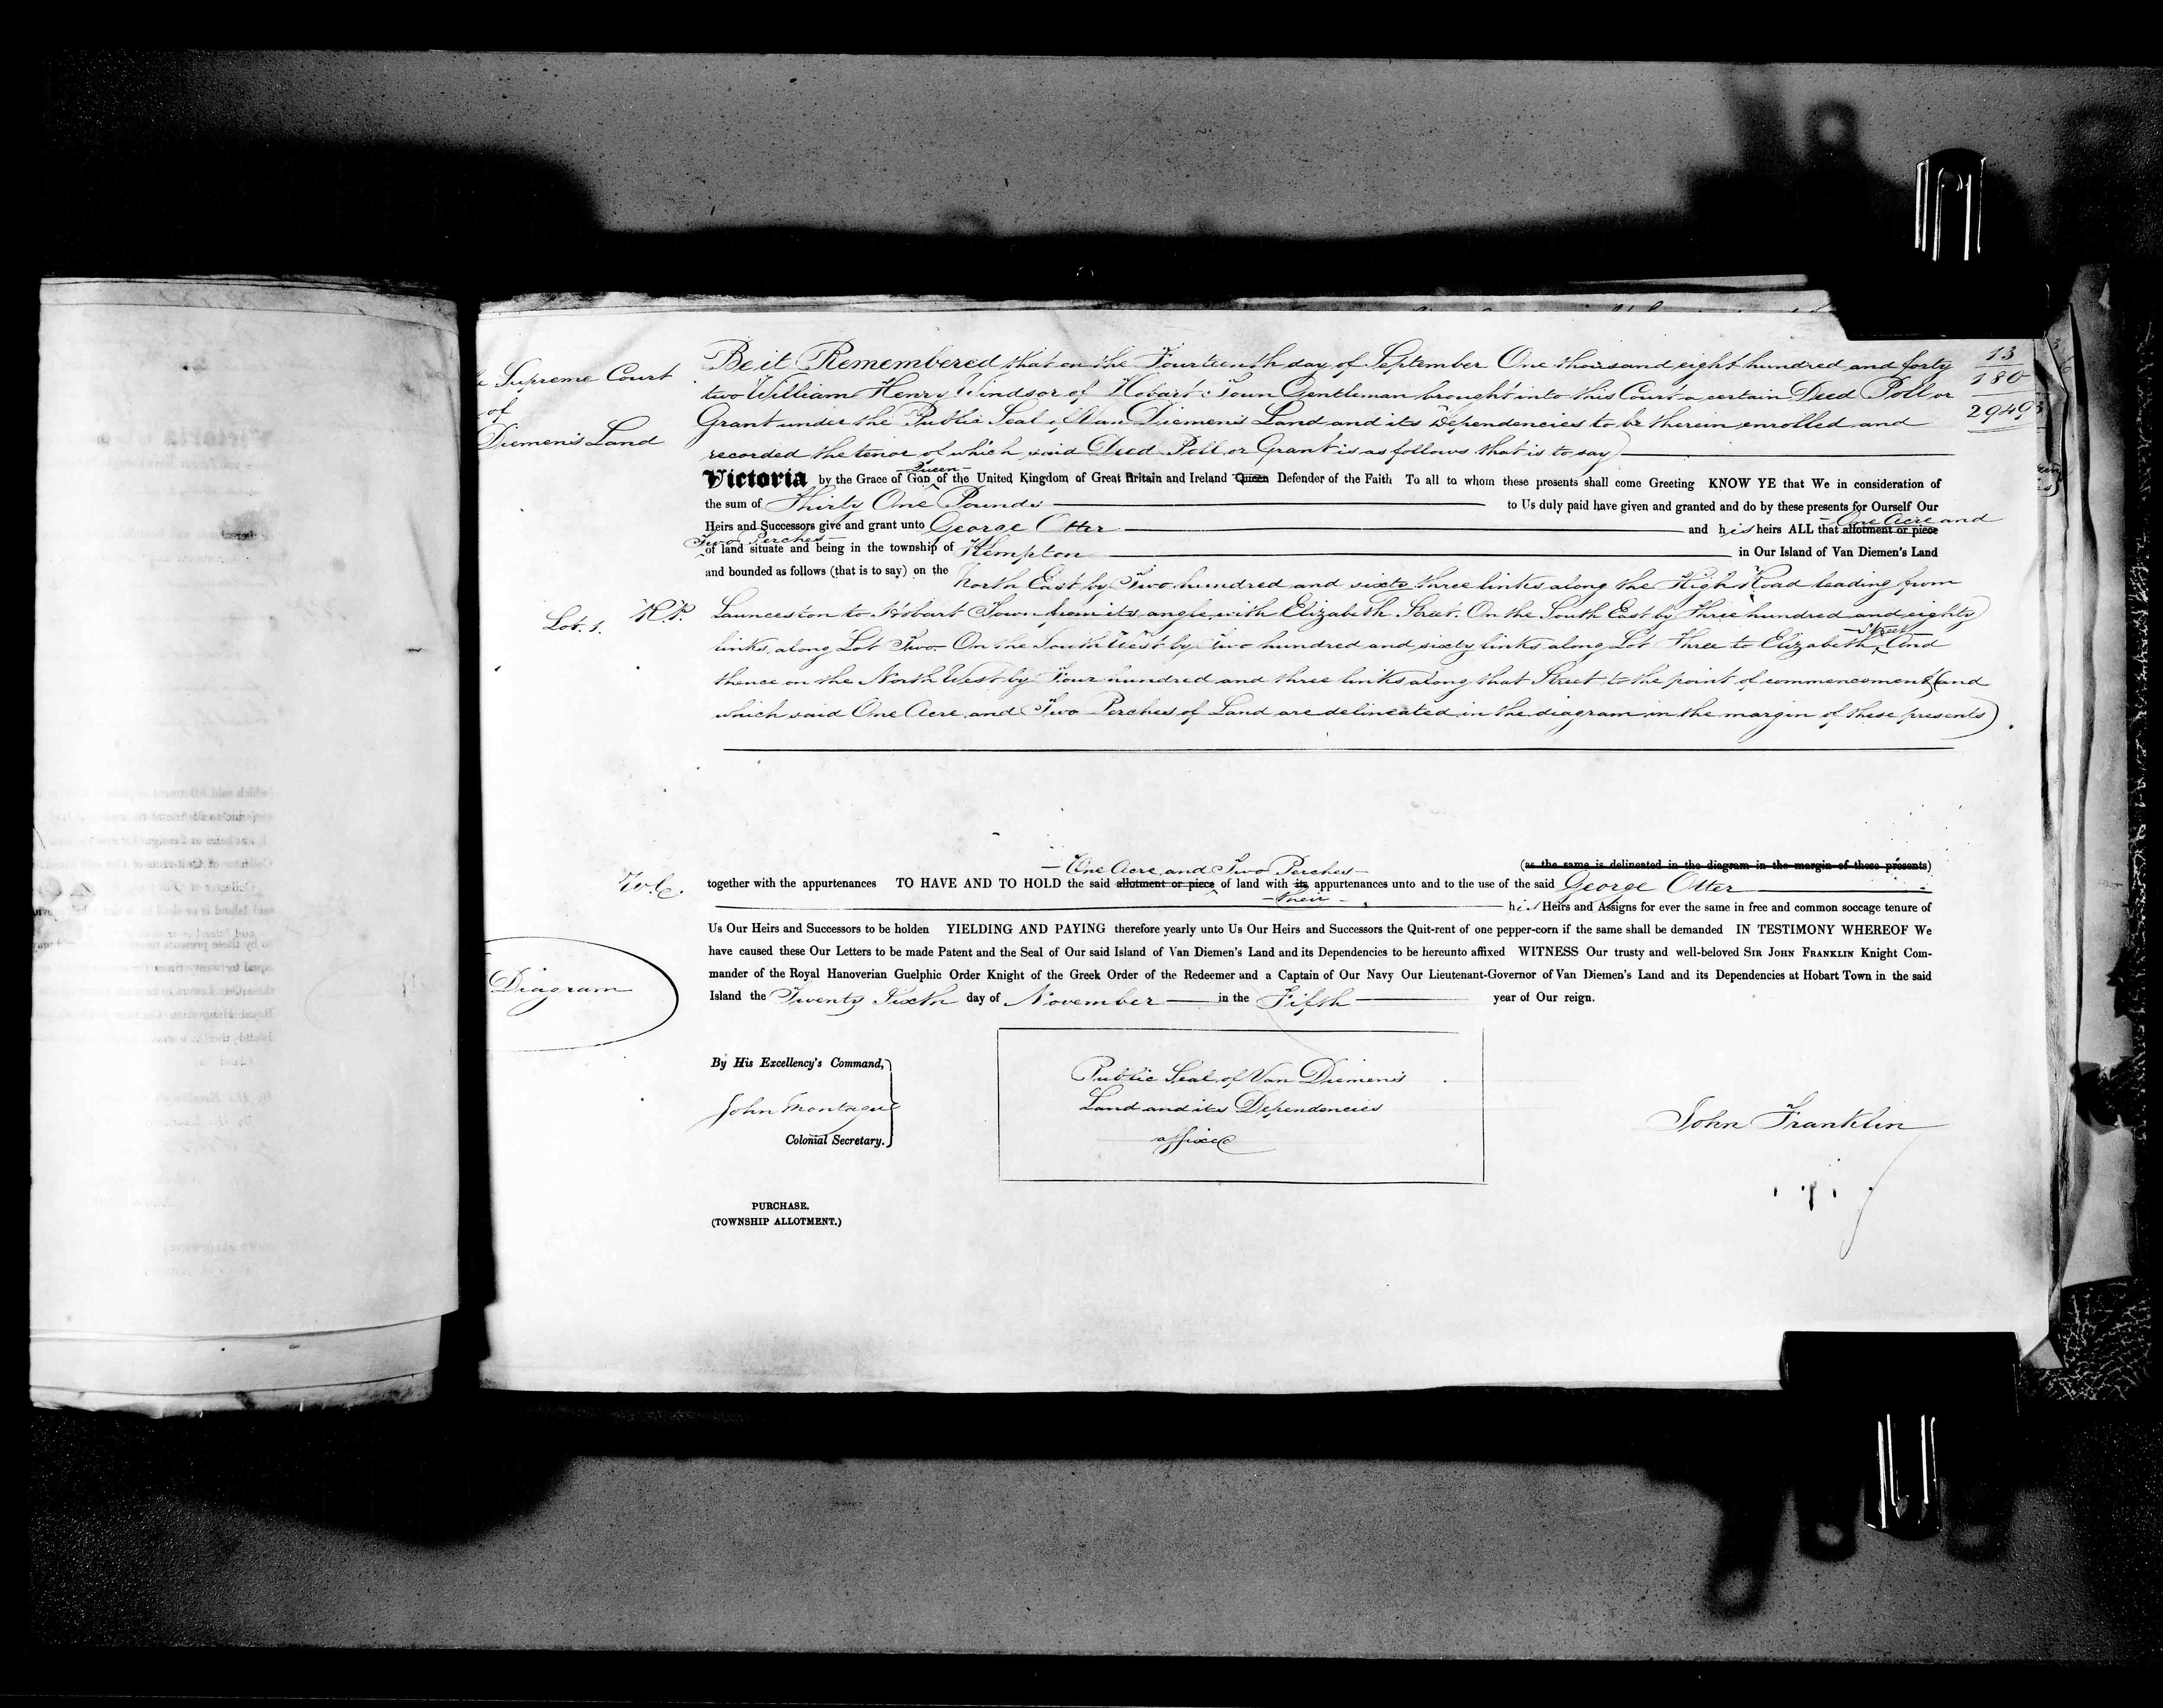 Supreme Court
of
Diemen's Land
Be it Remembered that on the Fourteenth day of September One thousand eight hundred and forty
two William Henry Windsor of Hobart Town Gentleman brought into this Court a certain Deed Poll or
Grant under the Public Seal of Van Diemen's Land and its Dependencies to be therein enrolled and
recorded the tenor of which said Deed Poll or Grant is as follows that is to say)
13
180
2949
- Queen -
Victoria by the Grace of God of the United Kingdom of Great Britain and Ireland Queen Defender of the Faith To all to whom these presents shall come Greeting KNOW YE that We in consideration of
the sum of Thirty One Pounds to Us duly paid have given and granted and do by these presents for Ourself Our
Heirs and Successors give and grant unto George Otter and his heirs ALL that allotment or piece
- One Acre and
Two Perches -
of land situate and being in the township of Kempton in Our Island of Van Diemen's Land
and bounded as follows (that is to say) on the North East by Two hundred and sixty three links along the High Road leading from
Lot. 1.
Launceston to Hobart Town from its angle with Elizabeth Street. On the South East by Three hundred and eighty
links along Lot Two. On the South West by Two hundred and sixty links along Lot Three to Elizabeth And
- Street -
thence on the North West by Four hundred and three links along that Street to the point of commencement (and
which said One Acre and Two Perches of Land are delineated in the diagram in the margin of these presents)
(as the same is delineated in the diagram in the margin of these presents)
- One Acre and Two Perches -
together with the appurtenances TO HAVE AND TO HOLD the said allotment or piece of land with its appurtenances unto and to the use of the said George Otter
- their -
his Heirs and Assigns for ever the same in free and common soccage tenure of
Us Our Heirs and Successors to be holden YIELDING AND PAYING therefore yearly unto Us Our Heirs and Successors the Quit-rent of one pepper-corn if the same shall be demanded IN TESTIMONY WHEREOF We
have caused these Our Letters to be made Patent and the Seal of Our said Island of Van Diemen's Land and its Dependencies to be hereunto affixed WITNESS Our trusty and well-beloved SIR JOHN FRANKLIN Knight Com-
mander of the Royal Hanoverian Guelphic Order Knight of the Greek Order of the Redeemer and a Captain of Our Navy Our Lieutenant-Governor of Van Diemen's Land and its Dependencies at Hobart Town in the said
Island the Twenty Sixth day of November in the Fifth year of Our reign.
Diagram
By His Excellency's Command,
John Montagu
Colonial Secretary.
Public Seal of Van Diemen's
Land and its Dependencies
affixed
John Franklin
PURCHASE.
(TOWNSHIP ALLOTMENT.)